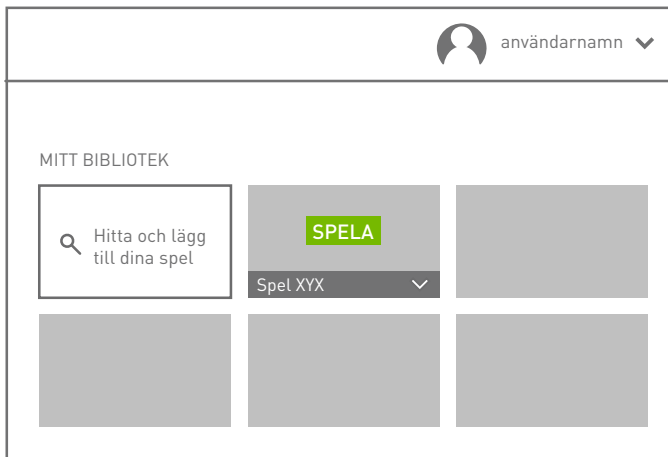 användarnamn
MITT BIBLIOTEK
Hitta och lägg
till dina spel
SPELA
Spel XYX